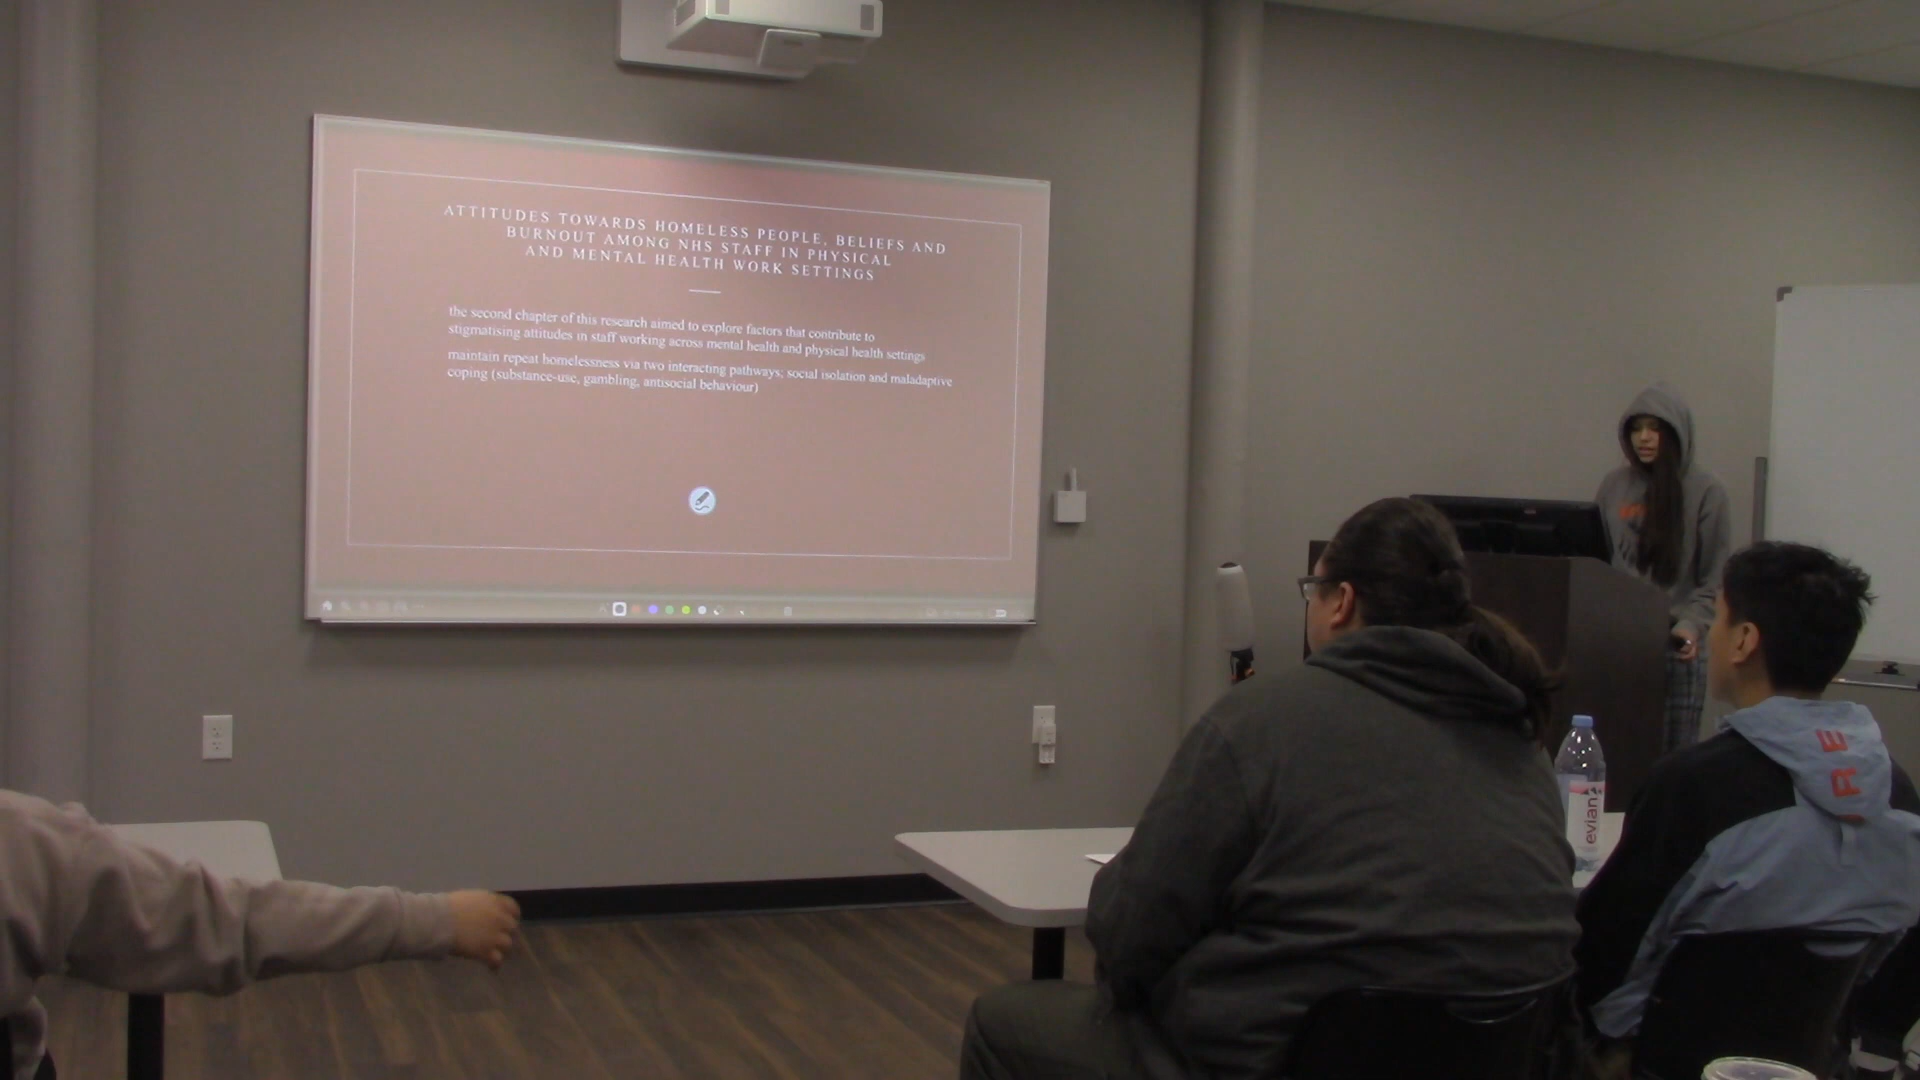 ATTITUDES TOWARDS HOMELESS PEOPLE, BELIEFS AND
BURNOUT AMONG NHS STAFF IN PHYSICAL
AND MENTAL HEALTH WORK SETTINGS
the second chapter of this research aimed to explore factors that contribute to
stigmatising attitudes in staff working across mental health and physical health settings
maintain repeat homelessness via two interacting pathways; social isolation and maladaptive
coping (substance-use, gambling, antisocial behaviour)
evian
RE